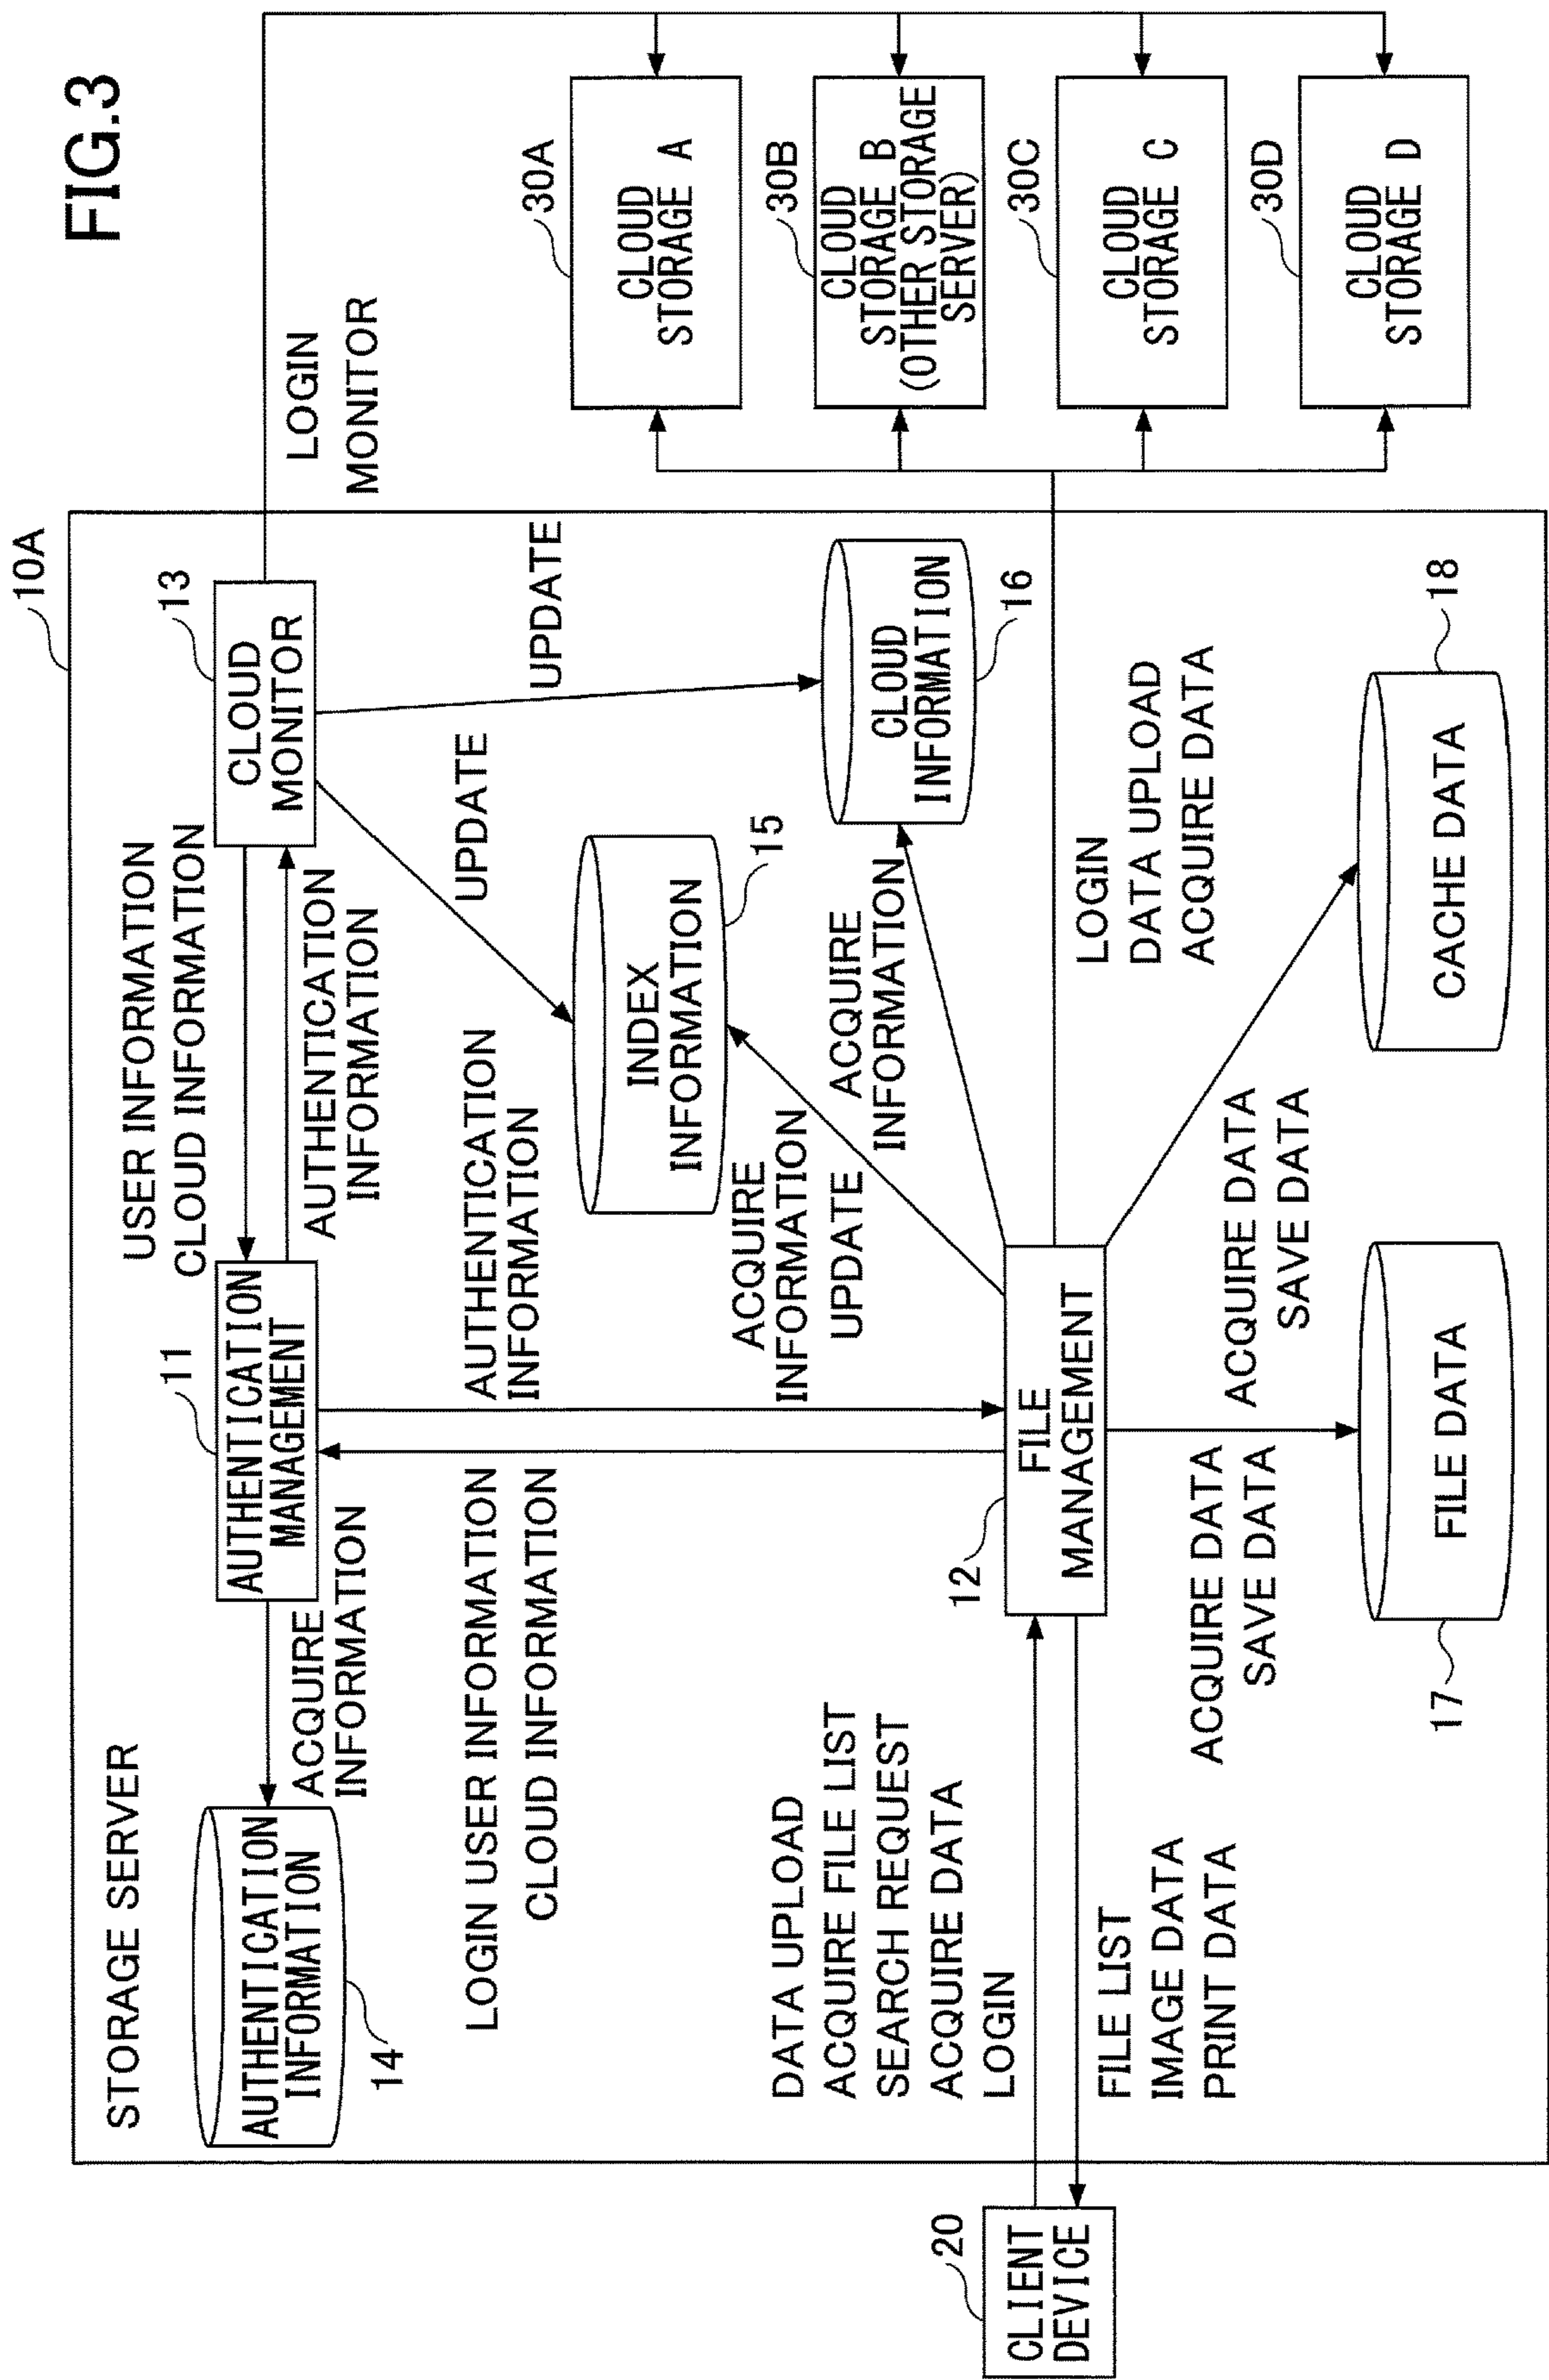 FIG.3
STORAGE SERVER
10A
AUTHENTICATION
INFORMATION
14
ACQUIRE
INFORMATION
11
AUTHENTICATION
MANAGEMENT
USER INFORMATION
CLOUD INFORMATION
AUTHENTICATION
INFORMATION
13
CLOUD
MONITOR
LOGIN
MONITOR
LOGIN USER INFORMATION
CLOUD INFORMATION
AUTHENTICATION
INFORMATION
UPDATE
UPDATE
INDEX
INFORMATION
15
CLOUD
INFORMATION
16
ACQUIRE
INFORMATION
UPDATE
ACQUIRE
INFORMATION
30A
CLOUD
STORAGE A
30B
CLOUD
STORAGE B
(OTHER STORAGE
SERVER)
30C
CLOUD
STORAGE C
30D
CLOUD
STORAGE D
20
CLIENT
DEVICE
DATA UPLOAD
ACQUIRE FILE LIST
SEARCH REQUEST
ACQUIRE DATA
LOGIN
FILE LIST
IMAGE DATA
PRINT DATA
12
FILE
MANAGEMENT
LOGIN
DATA UPLOAD
ACQUIRE DATA
ACQUIRE DATA
SAVE DATA
ACQUIRE DATA
SAVE DATA
17
FILE DATA
CACHE DATA
18